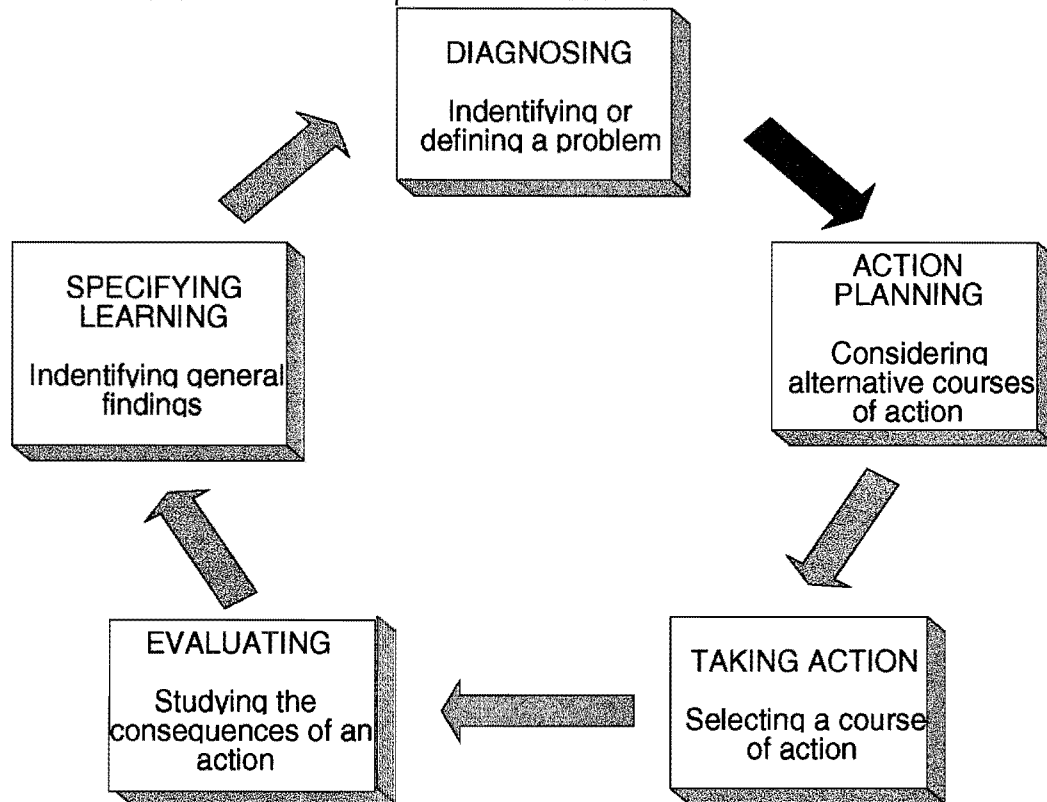 DIAGNOSING
Indentifying or
defining a problem
ACTION
PLANNING
Considering
alternative courses
of action
TAKING ACTION
Selecting a course
of action
EVALUATING
Studying the
consequences of an
action
SPECIFYING
LEARNING
Indentifying general
findings